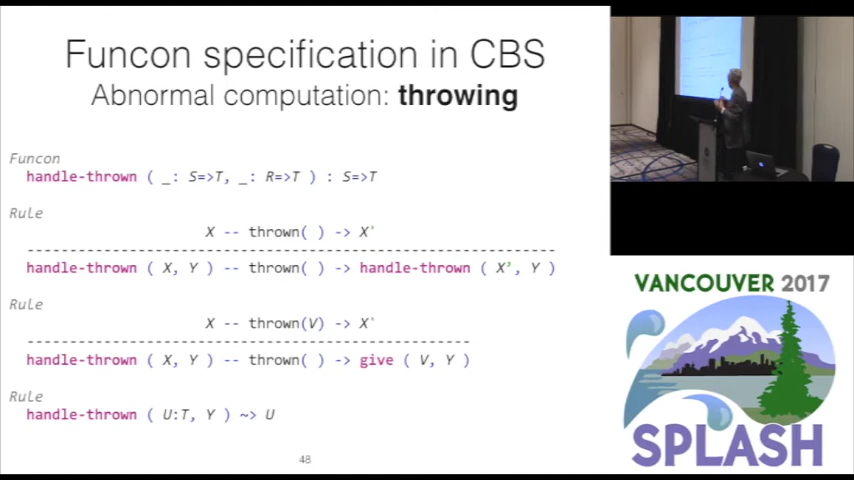 Funcon specification in CBS
Abnormal computation: throwing
Funcon
handle-thrown ( _: S=>T, _: R=>T ) : S=>T
Rule
X -- thrown( ) -> X'
--------------------------------------------------------------
handle-thrown ( X, Y ) -- thrown( ) -> handle-thrown ( X’, Y )
Rule
X -- thrown(V) -> X'
----------------------------------------------------
handle-thrown ( X, Y ) -- thrown( ) -> give ( V, Y )
Rule
handle-thrown ( U:T, Y ) ~> U
48
VANCOUVER 2017
SPLASH